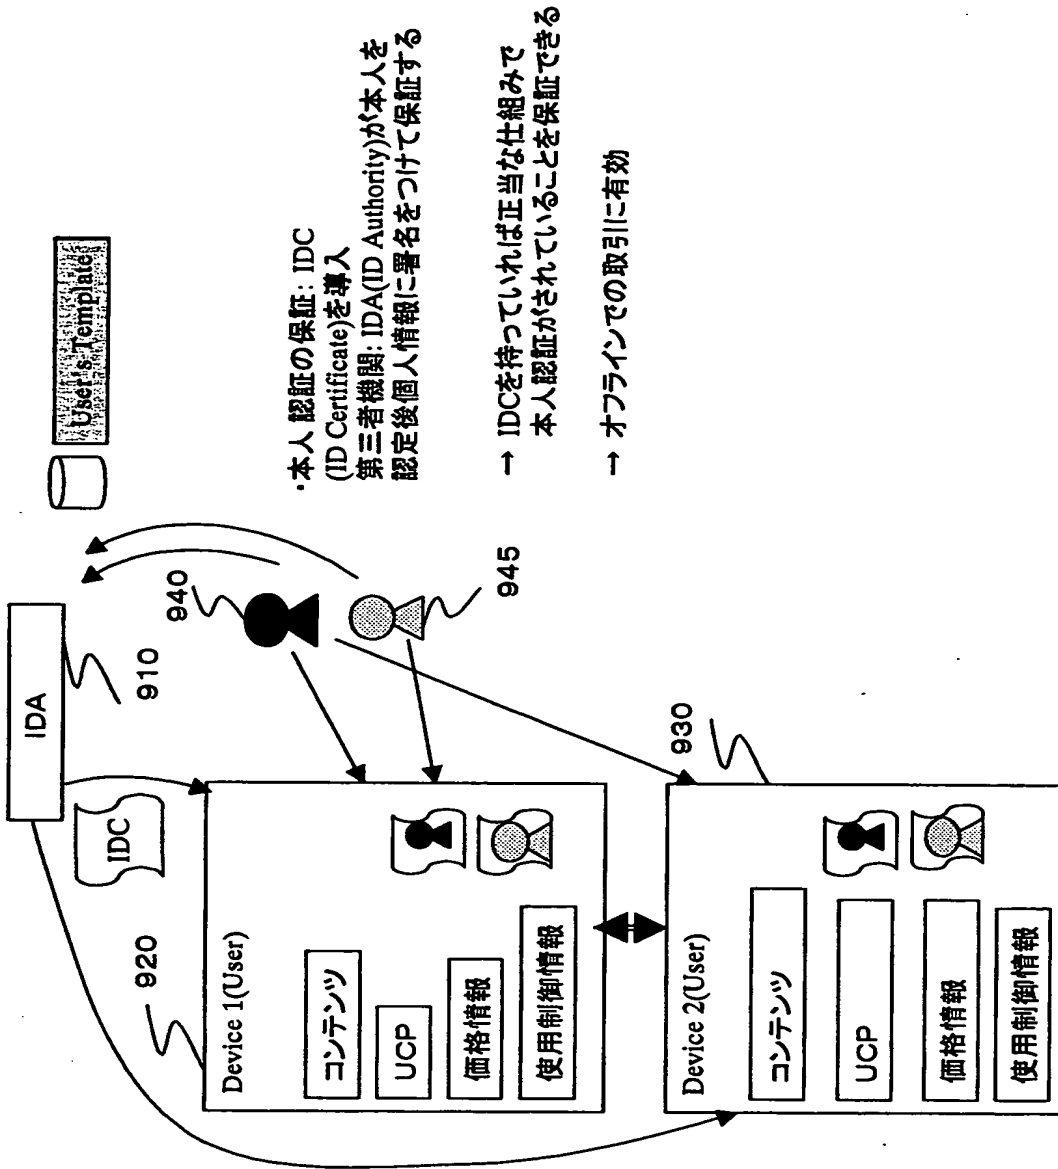 IDA
910
User's Template
IDC
920
Device 1(User)
コンテンツ
UCP
価格情報
使用制御情報
940
945
930
Device 2(User)
コンテンツ
UCP
価格情報
使用制御情報
・本人認証の保証: IDC
(ID Certificate)を導入
第三者機関: IDA(ID Authority)が本人を
認定後個人情報に署名をつけて保証する
→ IDCを持っていれば正当な仕組みで
本人認証がされていることを保証できる
→ オフラインでの取引に有効